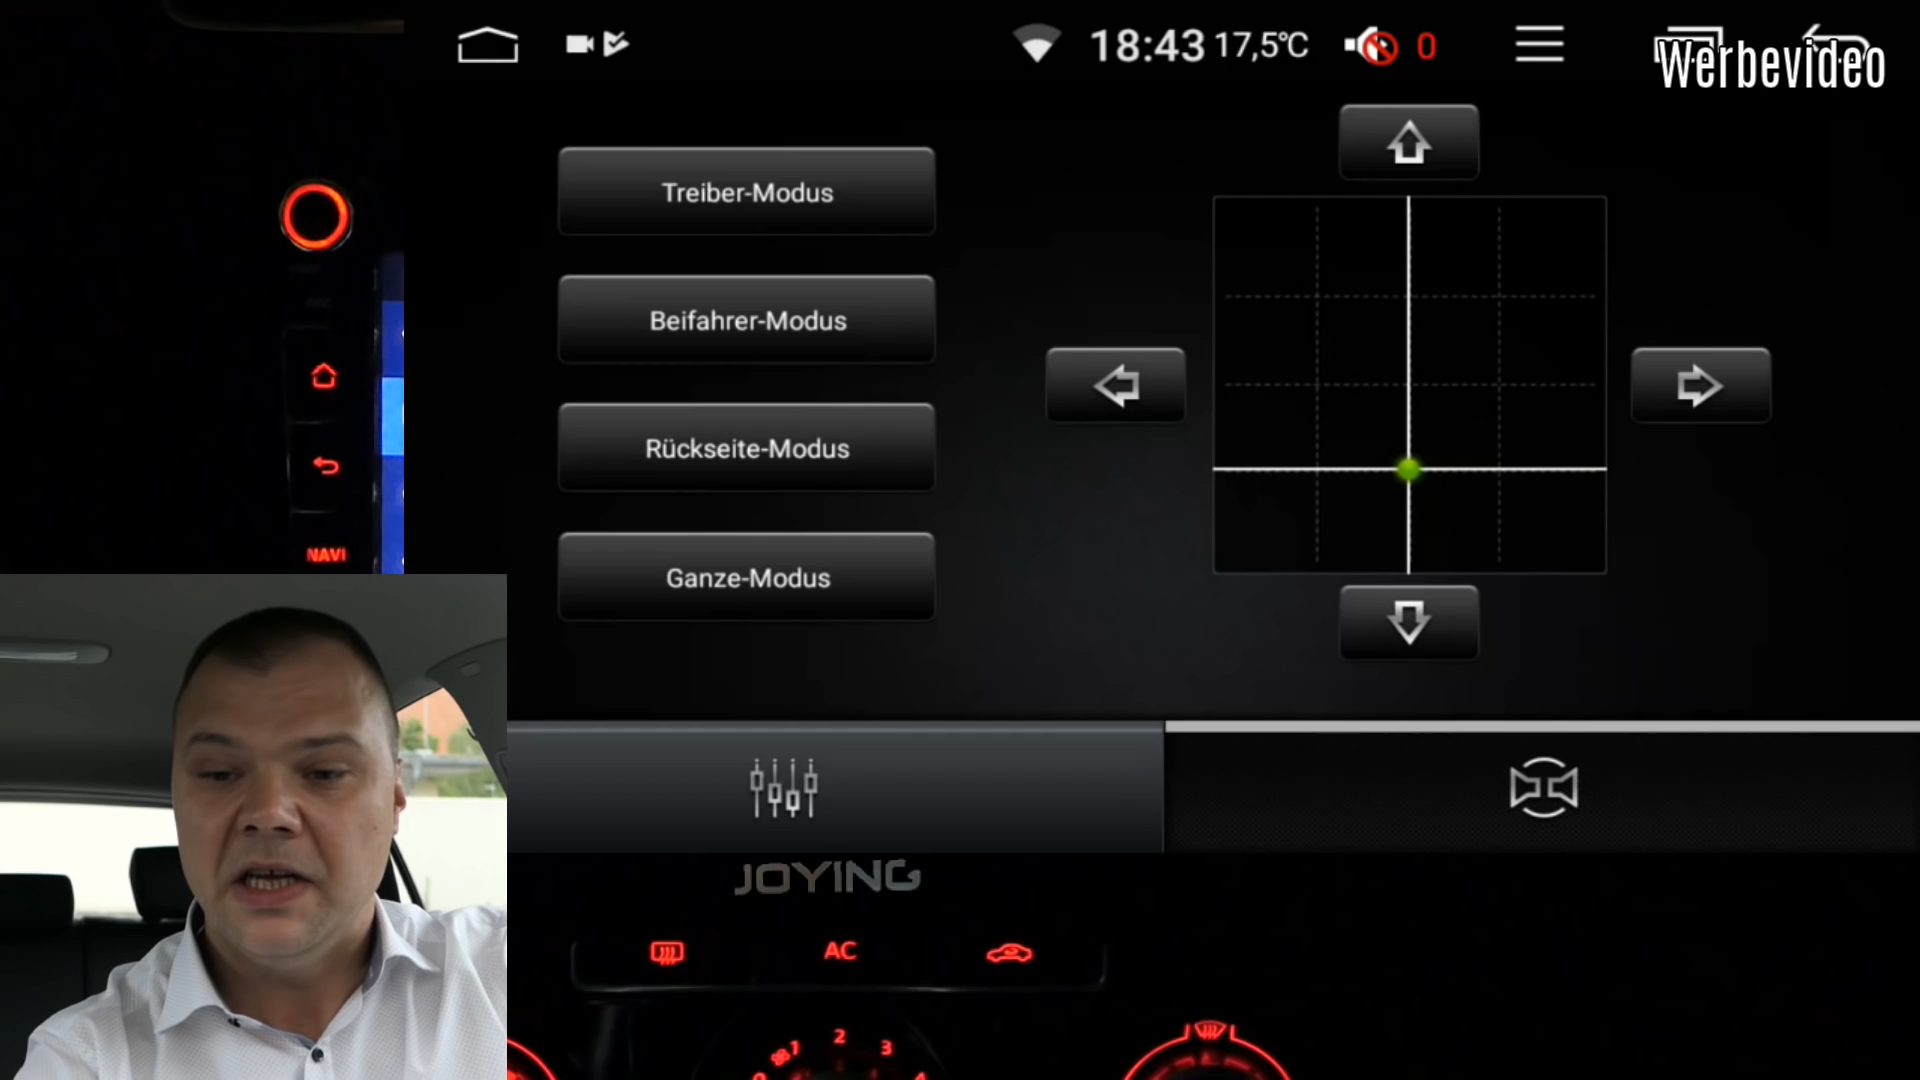 18:43 17,5°C 0
Werbevideo
Treiber-Modus
Beifahrer-Modus
Rückseite-Modus
Ganze-Modus
NAVI
JOYING
AC
1 2 3